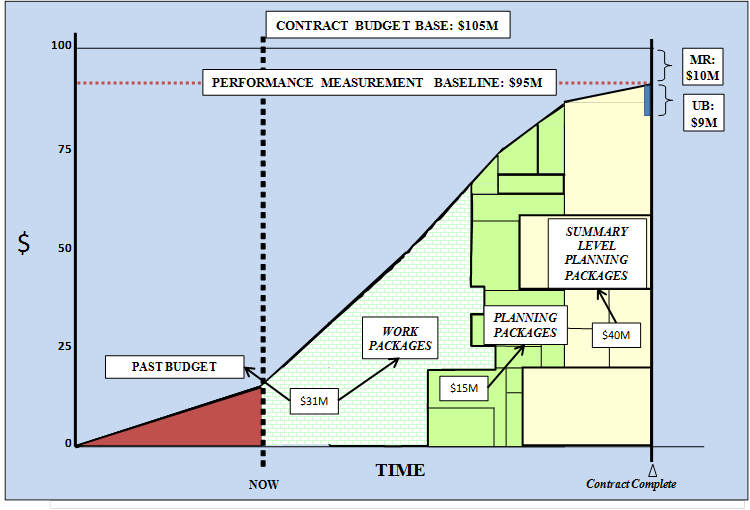 CONTRACT BUDGET BASE: $105M
100
MR:
$10M
PERFORMANCE MEASUREMENT BASELINE: $95M
UB:
$9M
75
$
50
SUMMARY
LEVEL
PLANNING
PACKAGES
25
WORK
PACKAGES
PLANNING
PACKAGES
$40M
PAST BUDGET
$31M
$15M
0
TIME
NOW
Contract Complete